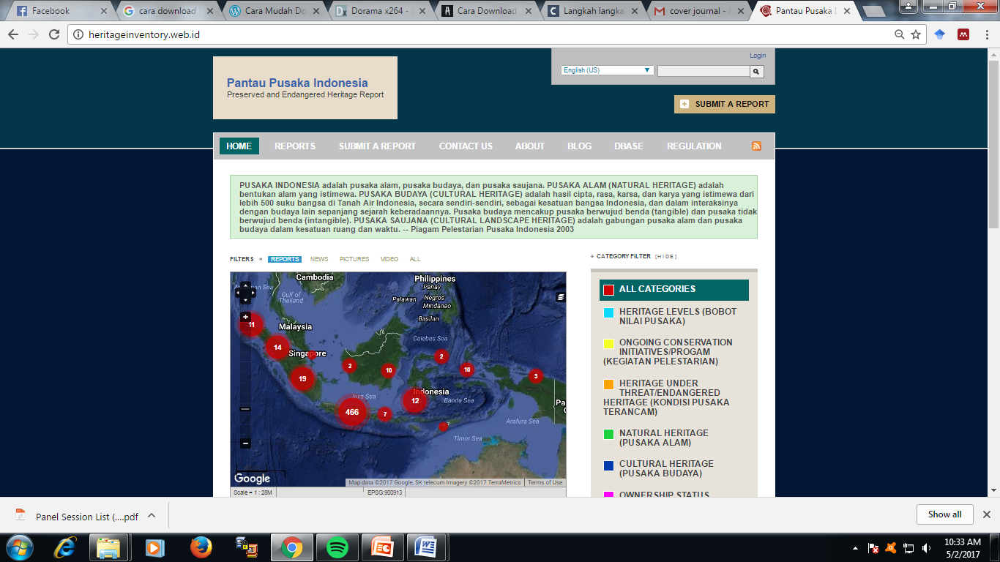 Facebook
cara download
Cara Mudah Do
Dorama x264 -
Cara Download
Langkah langka
cover journal -
Pantau Pusaka I
heritageinventory.web.id
Login
English (US)
Pantau Pusaka Indonesia
Preserved and Endangered Heritage Report
SUBMIT A REPORT
HOME REPORTS SUBMIT A REPORT CONTACT US ABOUT BLOG DBASE REGULATION
PUSAKA INDONESIA adalah pusaka alam, pusaka budaya, dan pusaka saujana. PUSAKA ALAM (NATURAL HERITAGE) adalah
bentukan alam yang istimewa. PUSAKA BUDAYA (CULTURAL HERITAGE) adalah hasil cipta, rasa, karsa, dan karya yang istimewa dari
lebih 500 suku bangsa di Tanah Air Indonesia, secara sendiri-sendiri, sebagai kesatuan bangsa Indonesia, dan dalam interaksinya
dengan budaya lain sepanjang sejarah keberadaannya. Pusaka budaya mencakup pusaka berwujud benda (tangible) dan pusaka tidak
berwujud benda (intangible). PUSAKA SAUJANA (CULTURAL LANDSCAPE HERITAGE) adalah gabungan pusaka alam dan pusaka
budaya dalam kesatuan ruang dan waktu. -- Piagam Pelestarian Pusaka Indonesia 2003
FILTERS REPORTS NEWS PICTURES VIDEO ALL
Cambodia
Philippines
Sea
Gulf of
Thailand
Panay
Palawan
Negros
Mindanao
Basilan
11
Malaysia
Celebes Sea
14
Singapore
2
2
10
10
3
19
Java Sea
Indonesia
12
Banda Sea
Pa
466
7
Arafura Sea
Timor Sea
Google
Map data ©2017 Google, SK telecom Imagery ©2017 TerraMetrics
Terms of Use
Scale = 1 : 28M
EPSG:900913
CATEGORY FILTER [HIDE]
ALL CATEGORIES
HERITAGE LEVELS (BOBOT
NILAI PUSAKA)
ONGOING CONSERVATION
INITIATIVES/PROGAM
(KEGIATAN PELESTARIAN)
HERITAGE UNDER
THREAT/ENDANGERED
HERITAGE (KONDISI PUSAKA
TERANCAM)
NATURAL HERITAGE
(PUSAKA ALAM)
CULTURAL HERITAGE
(PUSAKA BUDAYA)
OWNERSHIP STATUS
Panel Session List (....pdf
Show all
10:33 AM
5/2/2017